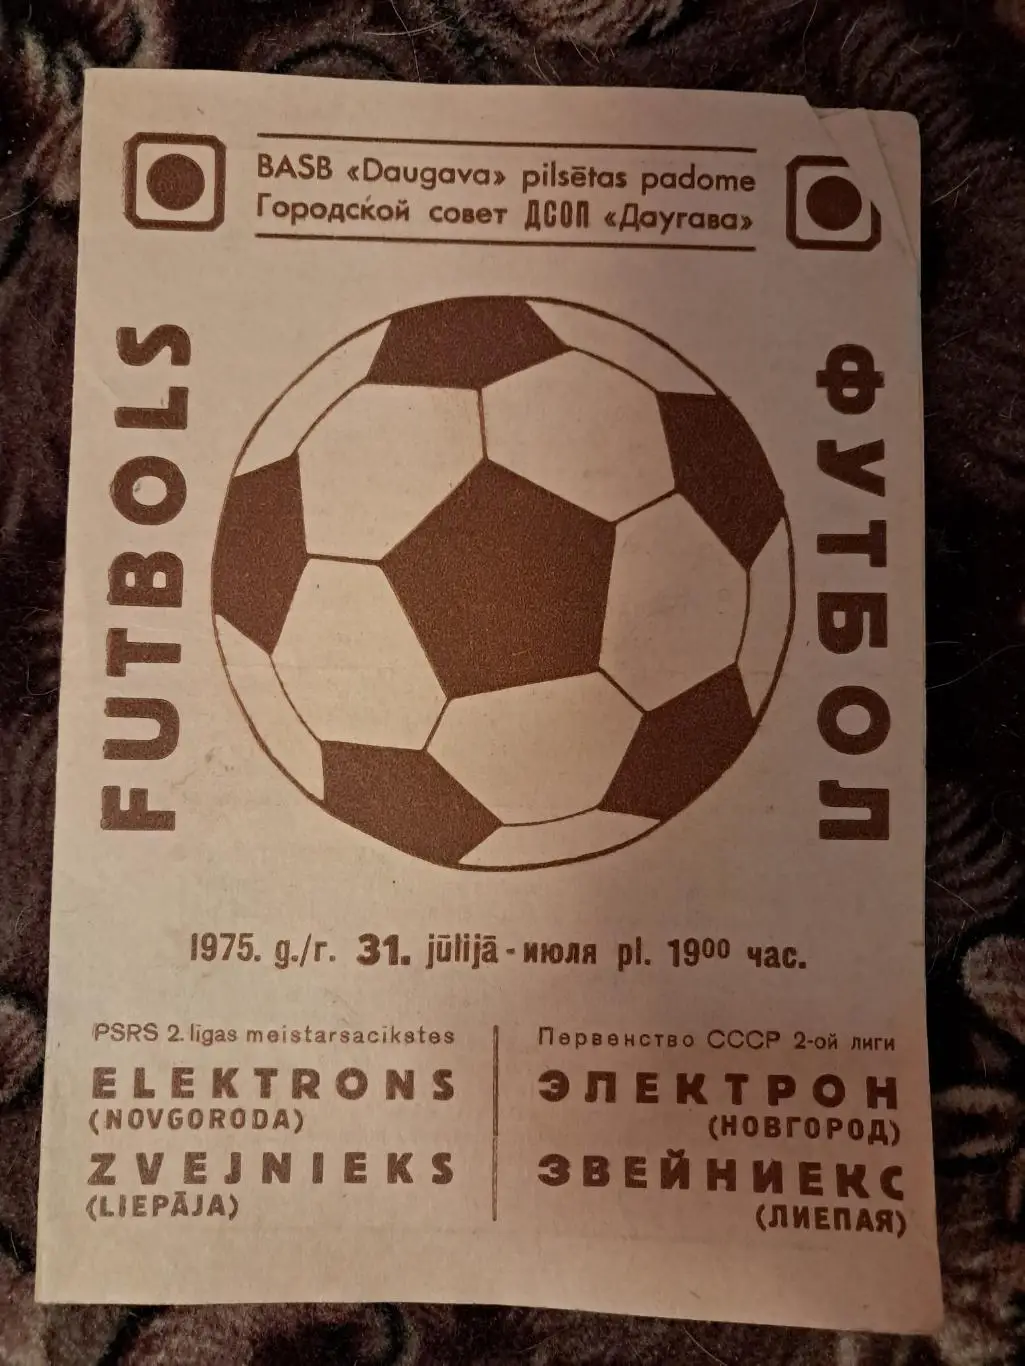 BASB «Daugava» pilsētas padome
Городской совет ДСОП «Даугава»
FUTBOLS
ФУТБОЛ
1975. g./г. 31. jūlijā - июля pl. 19⁰⁰ час.
PSRS 2. līgas meistarsacīkstes
ELEKTRONS
(NOVGORODA)
ZVEJNIEKS
(LIEPĀJA)
Первенство СССР 2-ой лиги
ЭЛЕКТРОН
(НОВГОРОД)
ЗВЕЙНИЕКС
(ЛИЕПАЯ)